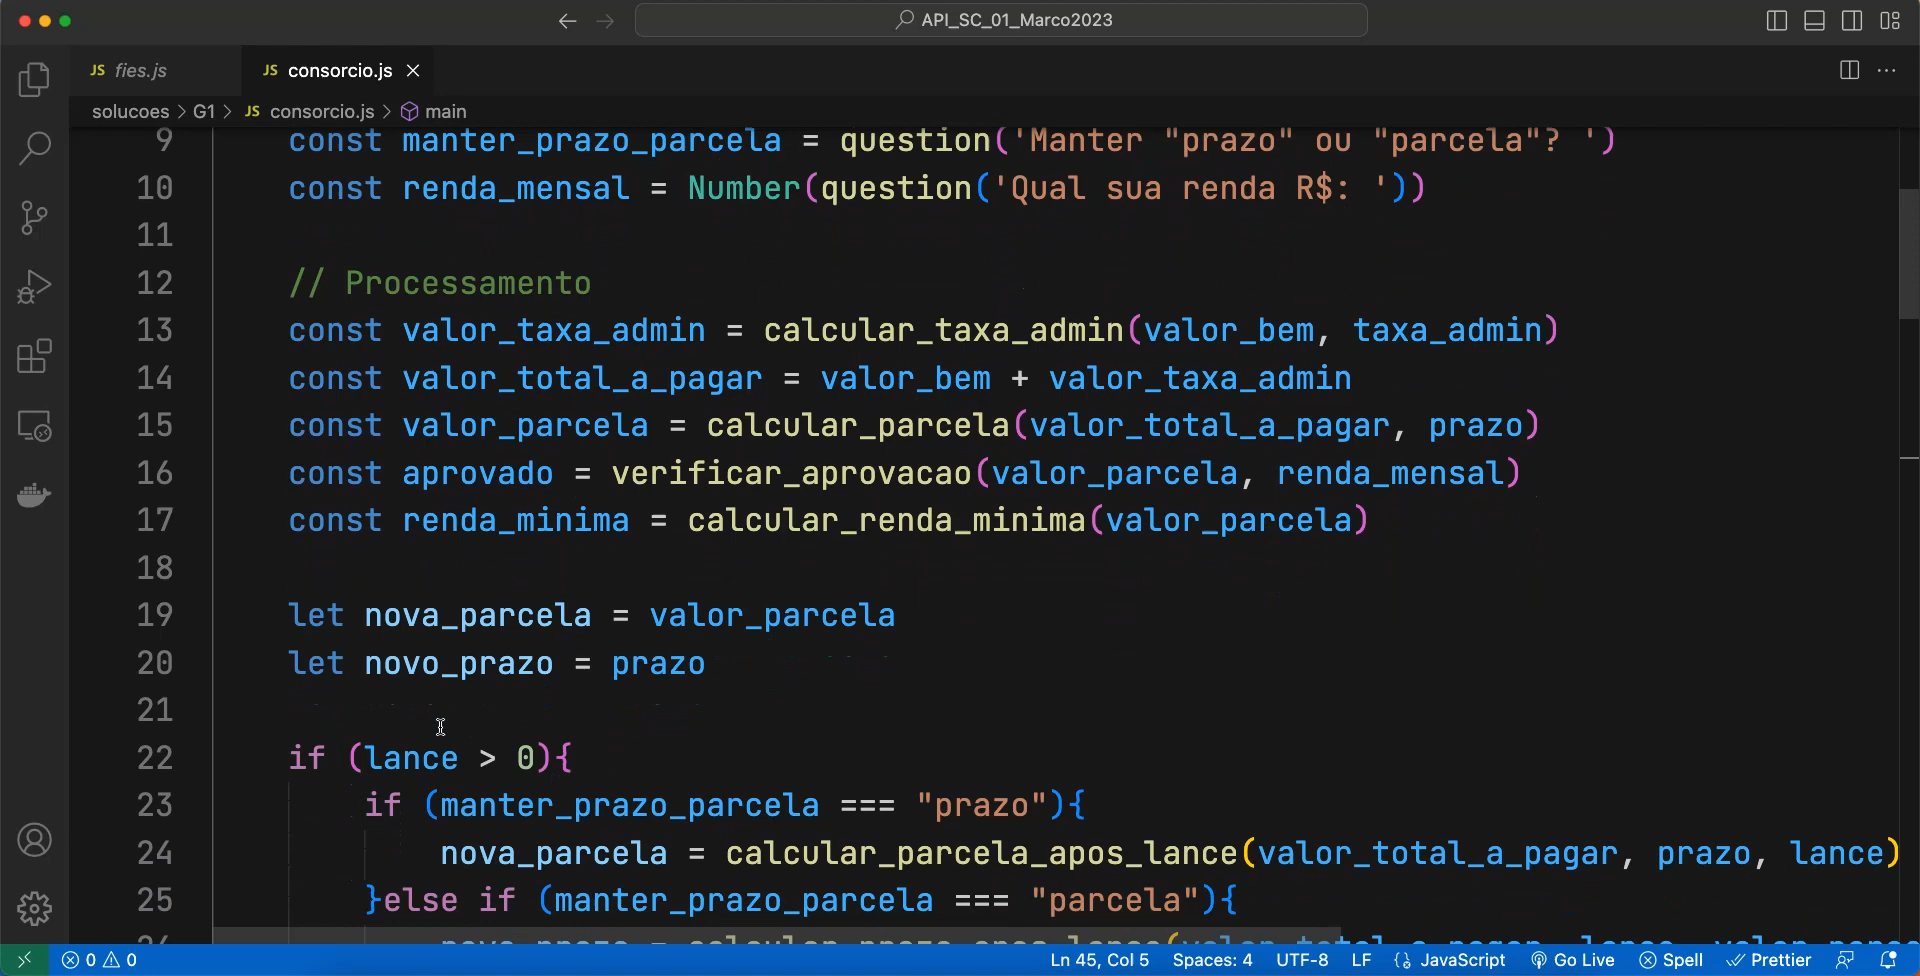 API_SC_01_Marco2023
JS fies.js
JS consorcio.js
solucoes > G1 > JS consorcio.js > main
9 const manter_prazo_parcela = question('Manter "prazo" ou "parcela"? ')
10 const renda_mensal = Number(question('Qual sua renda R$: '))
11
12 // Processamento
13 const valor_taxa_admin = calcular_taxa_admin(valor_bem, taxa_admin)
14 const valor_total_a_pagar = valor_bem + valor_taxa_admin
15 const valor_parcela = calcular_parcela(valor_total_a_pagar, prazo)
16 const aprovado = verificar_aprovacao(valor_parcela, renda_mensal)
17 const renda_minima = calcular_renda_minima(valor_parcela)
18
19 let nova_parcela = valor_parcela
20 let novo_prazo = prazo
21
22 if (lance > 0){
23 if (manter_prazo_parcela === "prazo"){
24 nova_parcela = calcular_parcela_apos_lance(valor_total_a_pagar, prazo, lance)
25 }else if (manter_prazo_parcela === "parcela"){
0 0 Ln 45, Col 5 Spaces: 4 UTF-8 LF {} JavaScript Go Live Spell Prettier